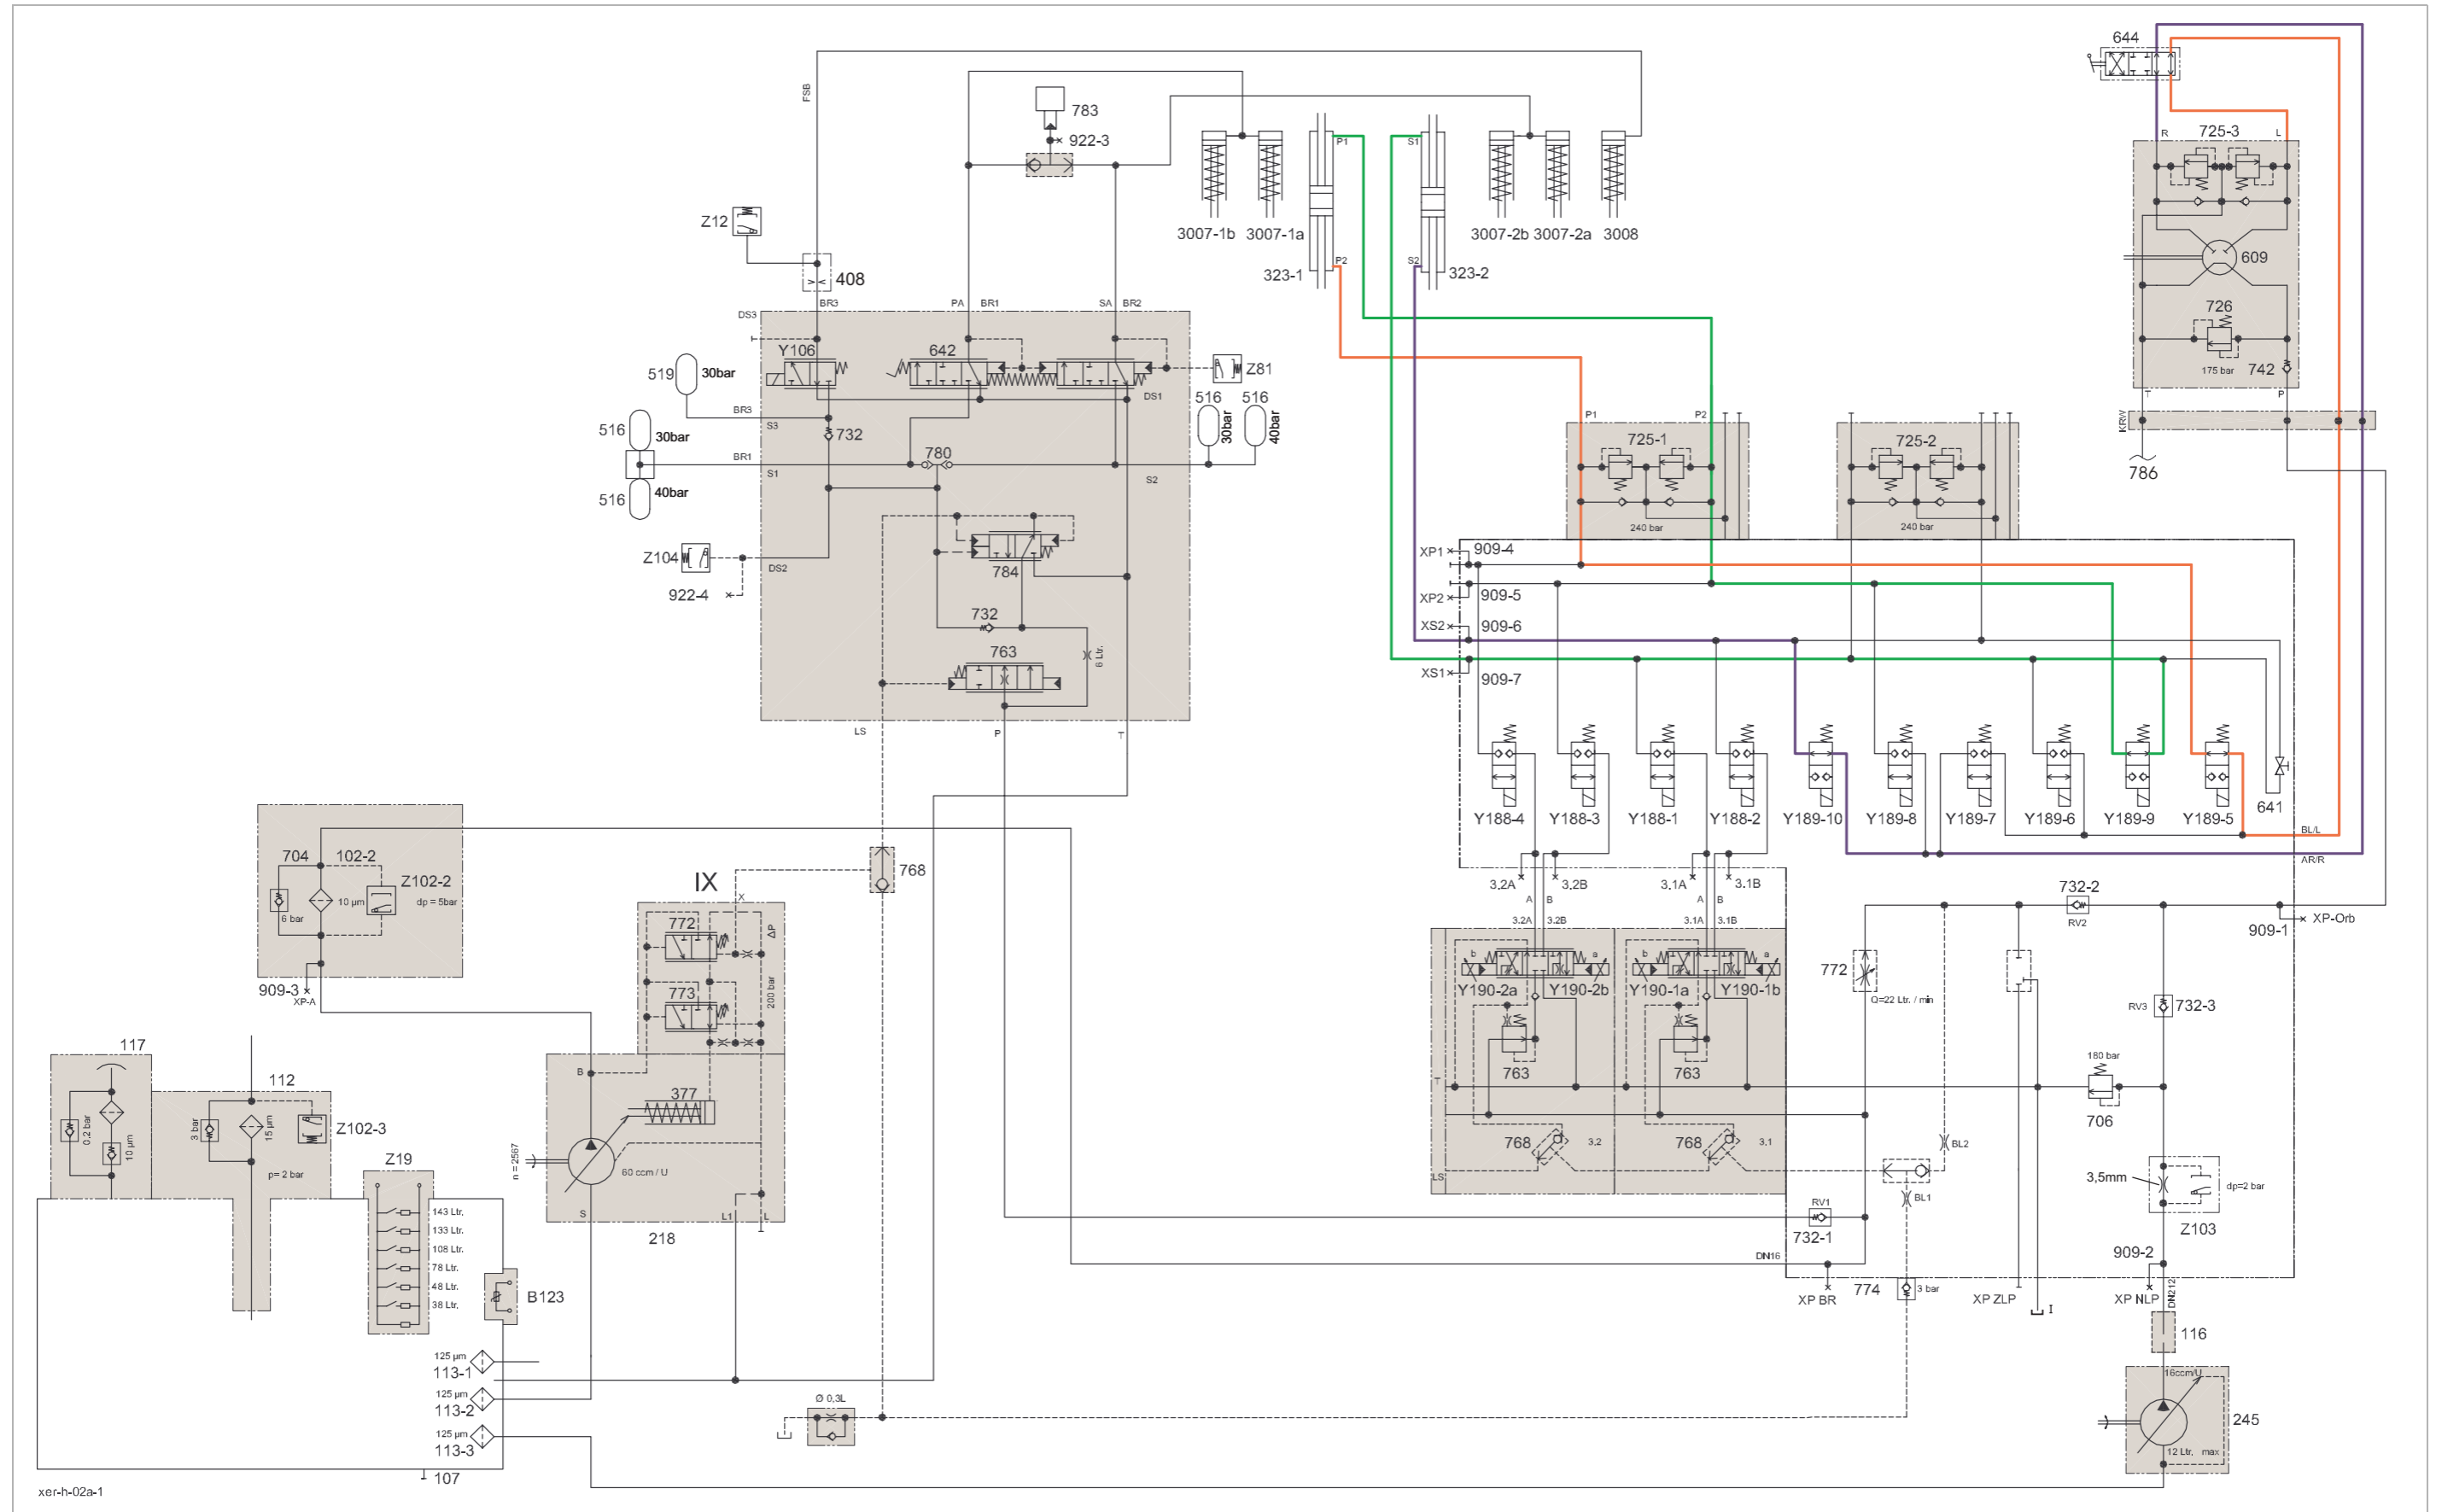 644
R
725-3
L
609
726
175 bar
742
T
P
KRW
786
FSB
783
922-3
Z12
408
BR3
PA
BR1
SA
BR2
DS3
3007-1b
3007-1a
P1
P2
323-1
S1
S2
323-2
3007-2b
3007-2a
3008
Y106
642
Z81
DS1
519
30bar
BR3
S3
732
516
30bar
516
40bar
BR1
S1
780
S2
516
30bar
516
40bar
Z104
DS2
922-4
784
732
6 Ltr.
763
LS
P
T
P1
P2
725-1
240 bar
725-2
240 bar
XP1
909-4
XP2
909-5
XS2
909-6
XS1
909-7
Y188-4
Y188-3
Y188-1
Y188-2
Y189-10
Y189-8
Y189-7
Y189-6
Y189-9
Y189-5
641
BL/L
AR/R
3.2A
3.2B
3.1A
3.1B
A
B
A
B
3.2A
3.2B
3.1A
3.1B
b
a
b
a
Y190-2a
Y190-2b
Y190-1a
Y190-1b
763
763
T
768
3.2
768
3.1
LS
732-2
RV2
909-1
XP-Orb
772
Q=22 Ltr. / min
RV3
732-3
180 bar
706
BL2
BL1
3,5mm
dp=2 bar
Z103
RV1
732-1
DN16
XP BR
774
3 bar
XP ZLP
I
909-2
XP NLP
DN212
116
16ccm/U
245
12 Ltr.
max
704
102-2
Z102-2
10 µm
dp = 5bar
6 bar
909-3
XP-A
768
IX
X
772
ΔP
773
200 bar
B
377
n = 2567
60 ccm / U
S
L1
L
218
117
0,2 bar
10 µm
112
3 bar
15 µm
Z102-3
p= 2 bar
Z19
143 Ltr.
133 Ltr.
108 Ltr.
78 Ltr.
48 Ltr.
38 Ltr.
B123
125 µm
113-1
125 µm
113-2
125 µm
113-3
107
Ø 0,3L
xer-h-02a-1